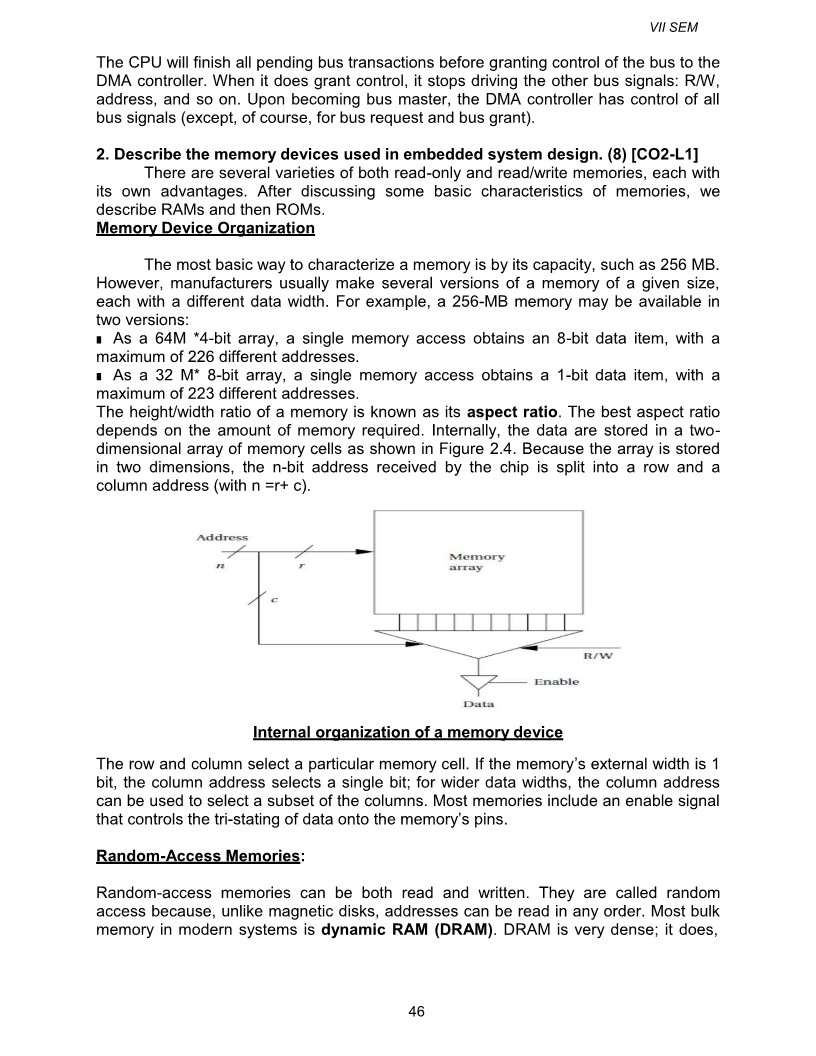 VII SEM
The CPU will finish all pending bus transactions before granting control of the bus to the
DMA controller. When it does grant control, it stops driving the other bus signals: R/W,
address, and so on. Upon becoming bus master, the DMA controller has control of all
bus signals (except, of course, for bus request and bus grant).
2. Describe the memory devices used in embedded system design. (8) [CO2-L1]
There are several varieties of both read-only and read/write memories, each with
its own advantages. After discussing some basic characteristics of memories, we
describe RAMs and then ROMs.
Memory Device Organization
The most basic way to characterize a memory is by its capacity, such as 256 MB.
However, manufacturers usually make several versions of a memory of a given size,
each with a different data width. For example, a 256-MB memory may be available in
two versions:
∎ As a 64M *4-bit array, a single memory access obtains an 8-bit data item, with a
maximum of 226 different addresses.
∎ As a 32 M* 8-bit array, a single memory access obtains a 1-bit data item, with a
maximum of 223 different addresses.
The height/width ratio of a memory is known as its aspect ratio. The best aspect ratio
depends on the amount of memory required. Internally, the data are stored in a two-
dimensional array of memory cells as shown in Figure 2.4. Because the array is stored
in two dimensions, the n-bit address received by the chip is split into a row and a
column address (with n =r+ c).
Address
n
r
c
Memory
array
R/W
Enable
Data
Internal organization of a memory device
The row and column select a particular memory cell. If the memory's external width is 1
bit, the column address selects a single bit; for wider data widths, the column address
can be used to select a subset of the columns. Most memories include an enable signal
that controls the tri-stating of data onto the memory's pins.
Random-Access Memories:
Random-access memories can be both read and written. They are called random
access because, unlike magnetic disks, addresses can be read in any order. Most bulk
memory in modern systems is dynamic RAM (DRAM). DRAM is very dense; it does,
46